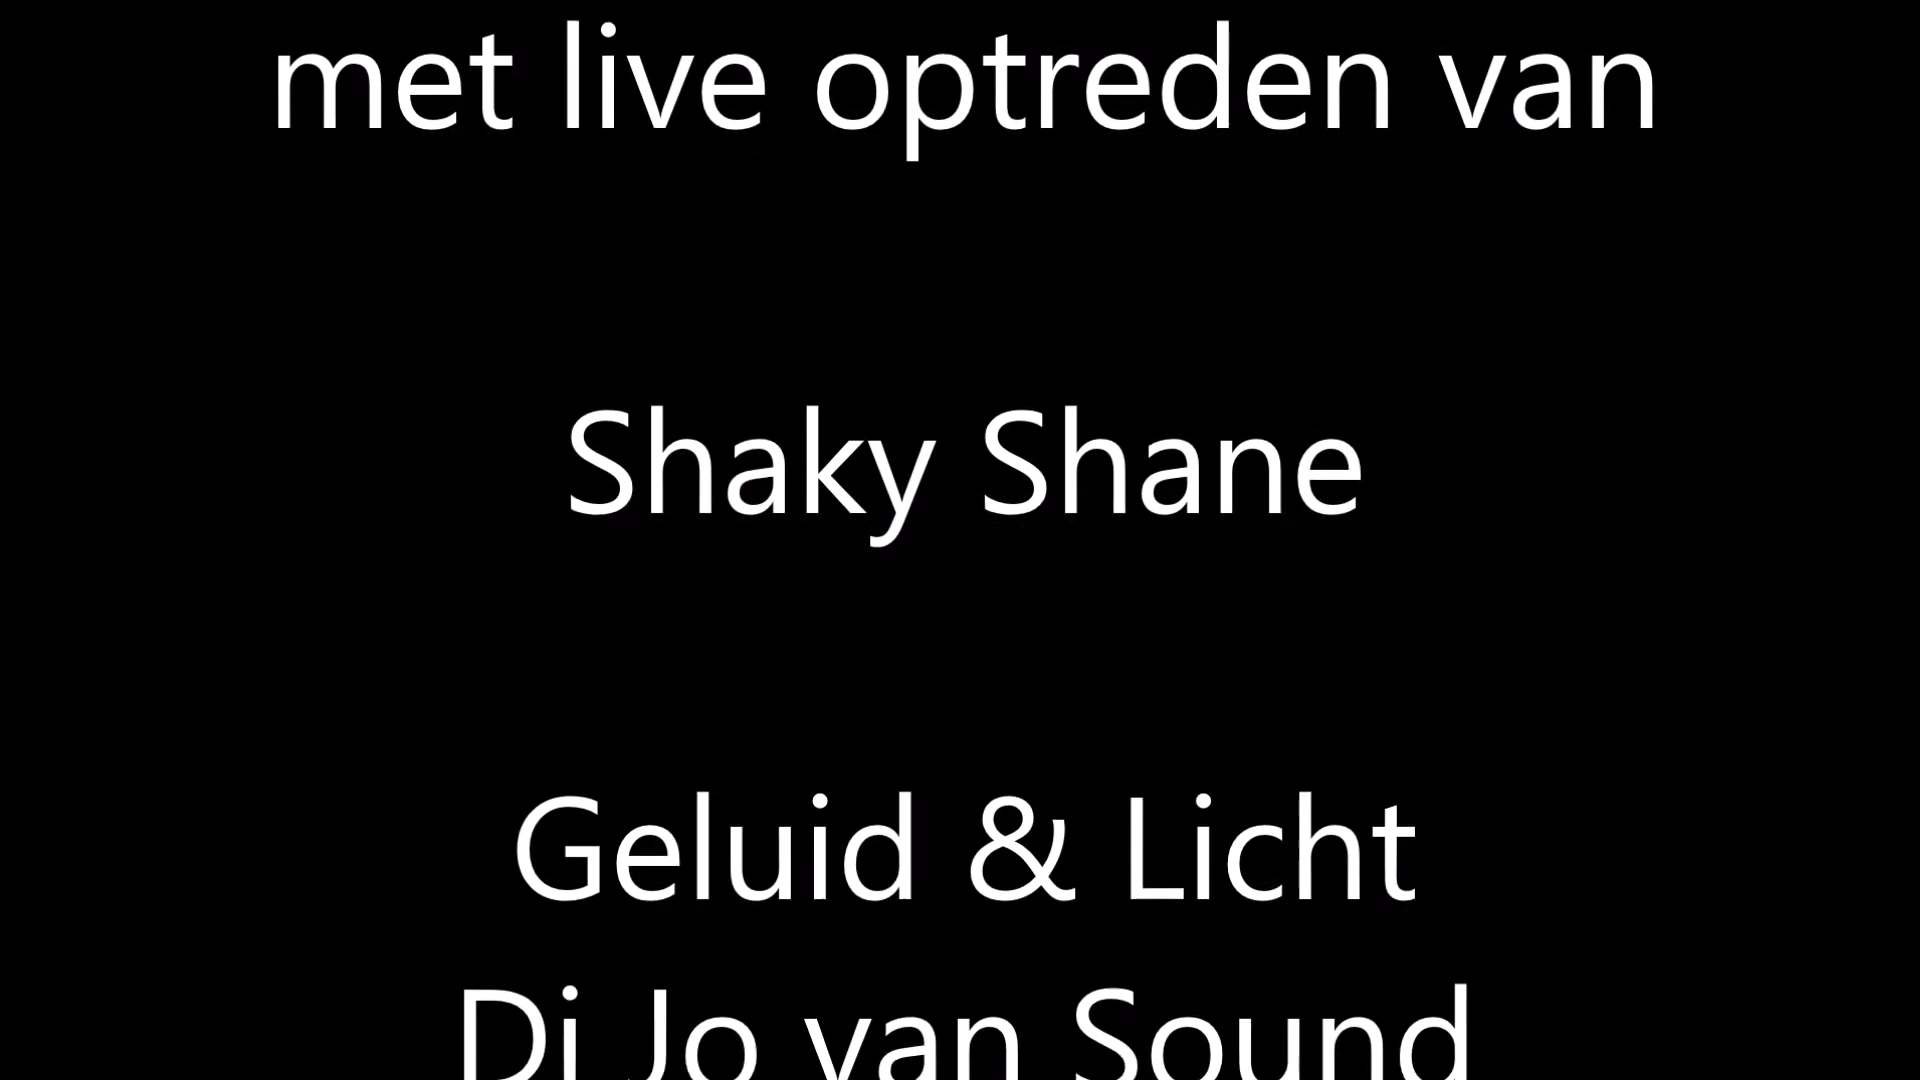 met live optreden van
Shaky Shane
Geluid & Licht
Dj Jo van Sound